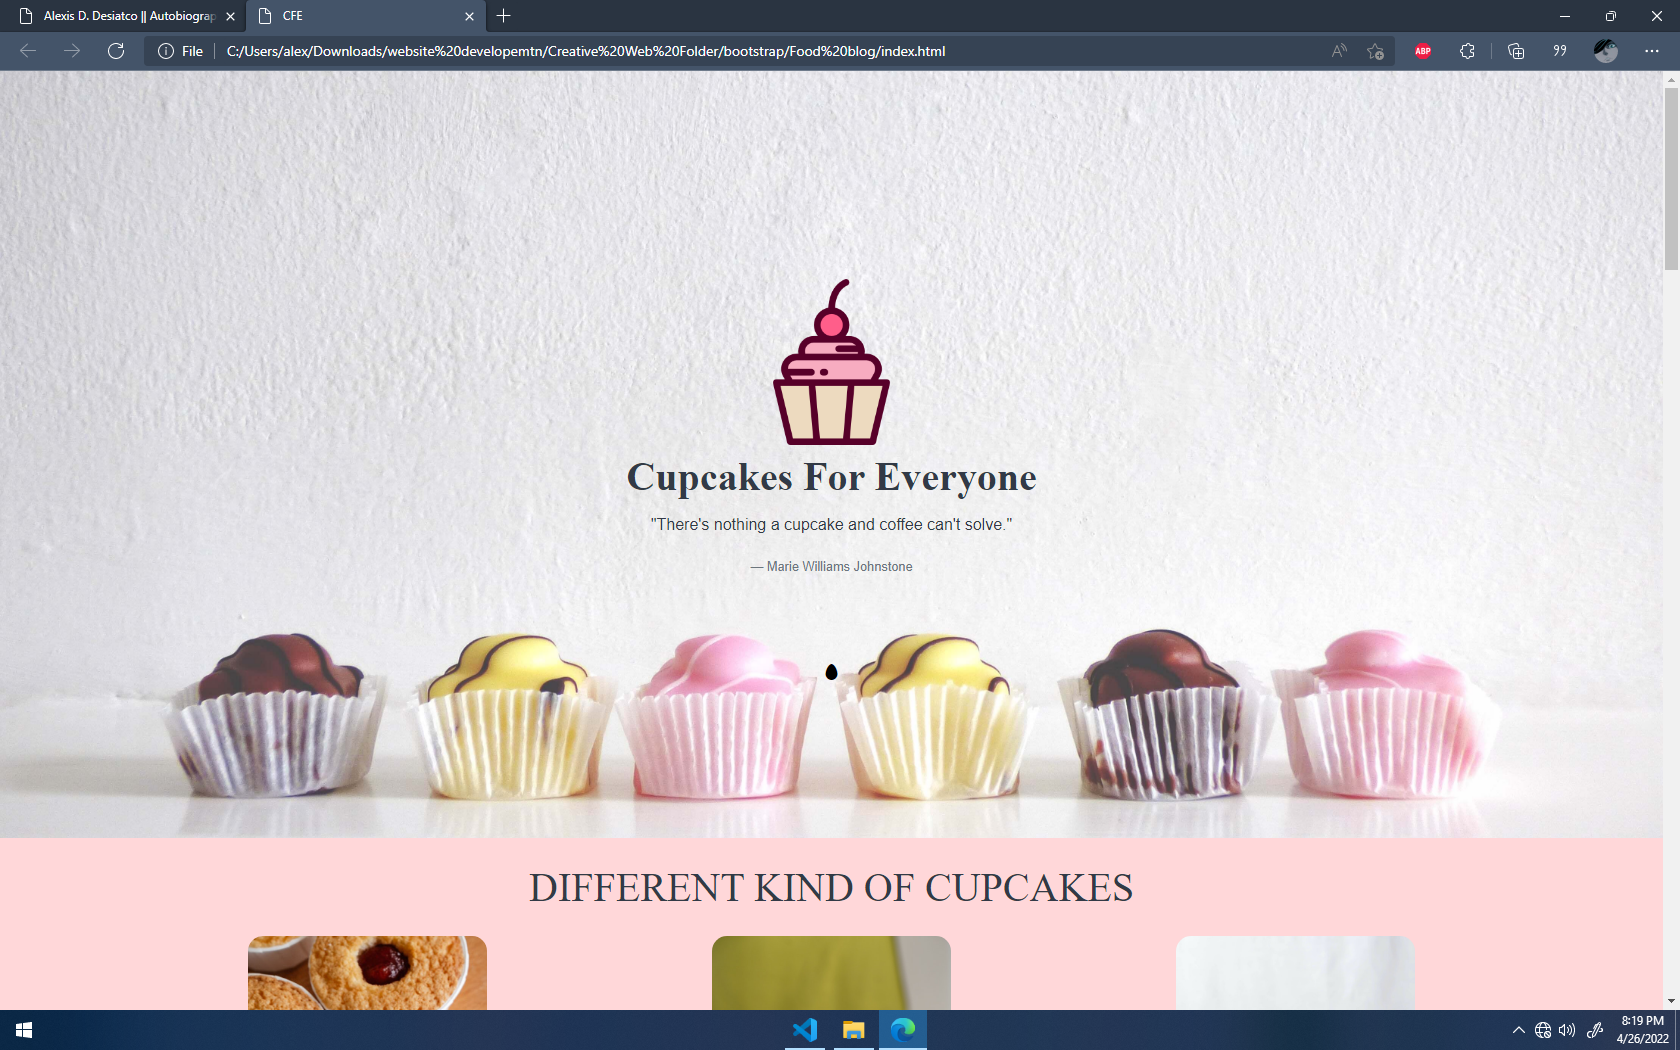 Alexis D. Desiatco || Autobiograp
CFE
File
C:/Users/alex/Downloads/website%20developemtn/Creative%20Web%20Folder/bootstrap/Food%20blog/index.html
ABP
Cupcakes For Everyone
"There's nothing a cupcake and coffee can't solve."
— Marie Williams Johnstone
DIFFERENT KIND OF CUPCAKES
8:19 PM
4/26/2022